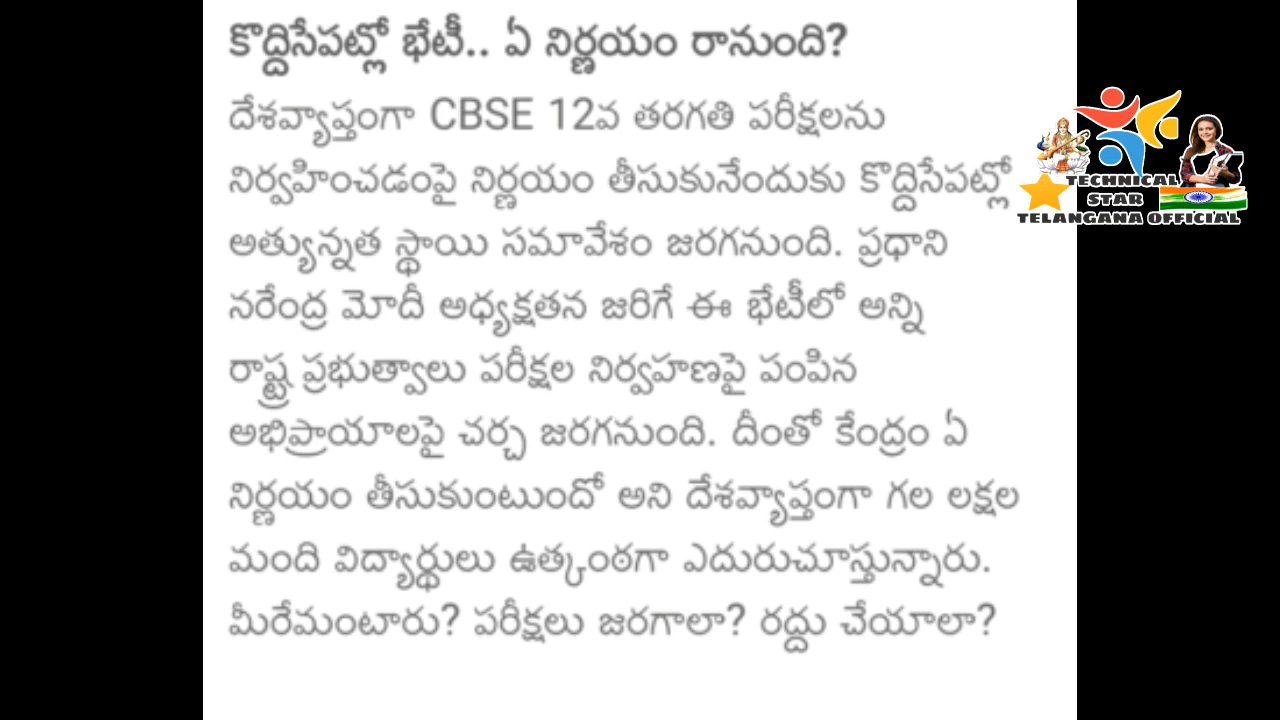 కొద్దిసేపట్లో భేటీ.. ఏ నిర్ణయం రానుంది?
దేశవ్యాప్తంగా CBSE 12వ తరగతి పరీక్షలను
నిర్వహించడంపై నిర్ణయం తీసుకునేందుకు కొద్దిసేపట్లో
అత్యున్నత స్థాయి సమావేశం జరగనుంది. ప్రధాని
నరేంద్ర మోదీ అధ్యక్షతన జరిగే ఈ భేటీలో అన్ని
రాష్ట్ర ప్రభుత్వాలు పరీక్షల నిర్వహణపై పంపిన
అభిప్రాయాలపై చర్చ జరగనుంది. దీంతో కేంద్రం ఏ
నిర్ణయం తీసుకుంటుందో అని దేశవ్యాప్తంగా గల లక్షల
మంది విద్యార్థులు ఉత్కంఠగా ఎదురుచూస్తున్నారు.
మీరేమంటారు? పరీక్షలు జరగాలా? రద్దు చేయాలా?
TECHNICAL
STAR
TELANGANA OFFICIAL